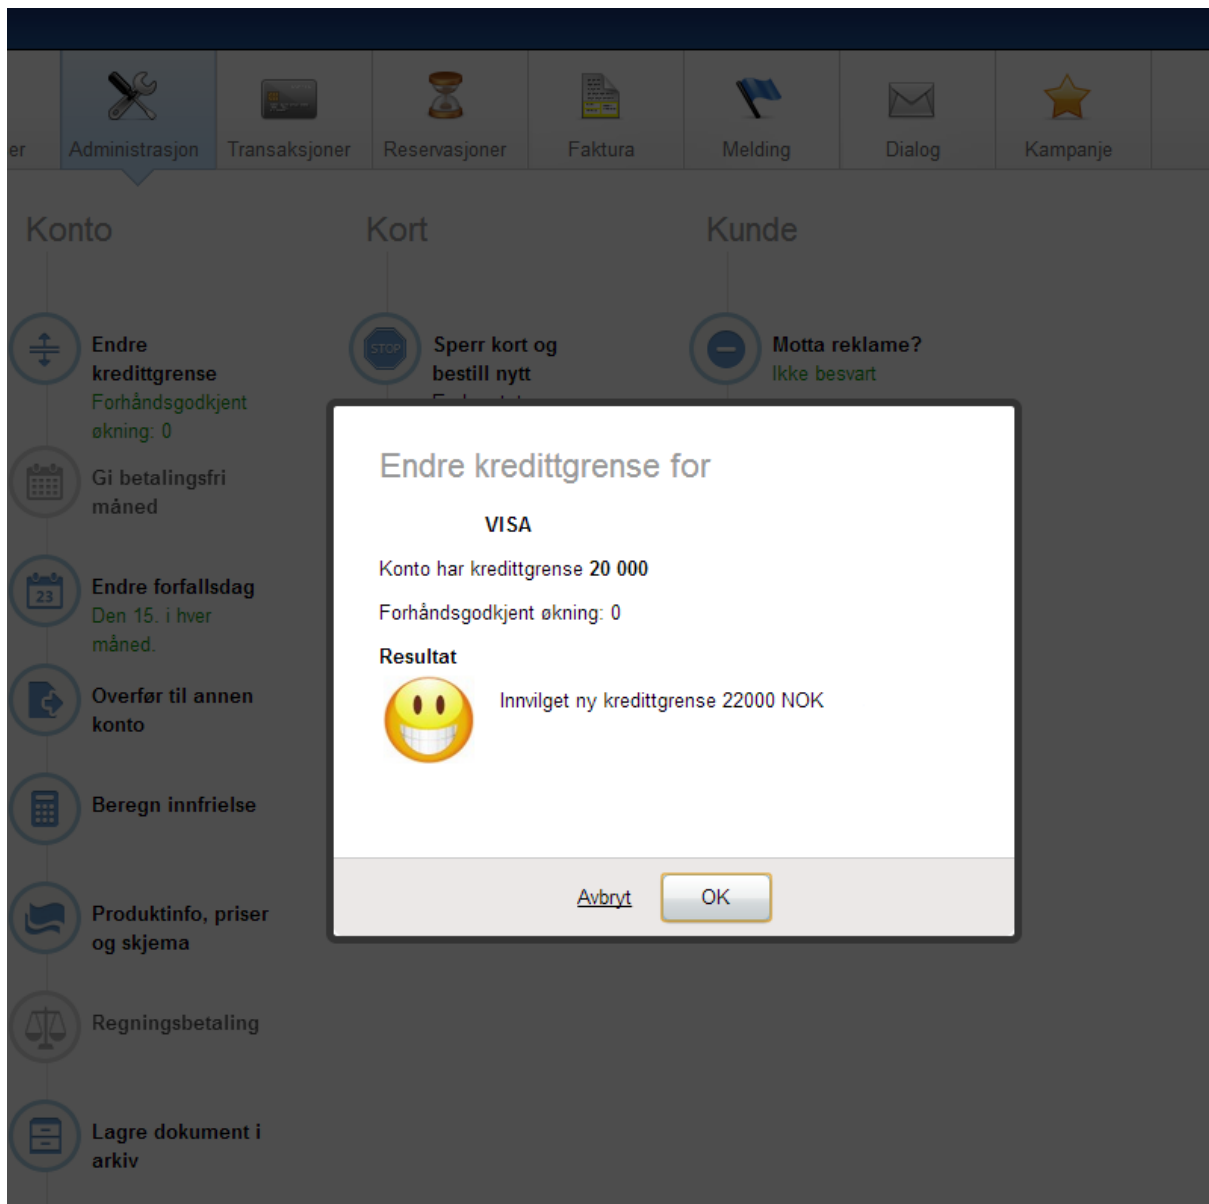 er
Administrasjon
Transaksjoner
Reservasjoner
Faktura
Melding
Dialog
Kampanje
Konto
Kort
Kunde
Endre
kredittgrense
Forhåndsgodkjent
økning: 0
Gi betalingsfri
måned
23
Endre forfallsdag
Den 15. i hver
måned.
Overfør til annen
konto
Beregn innfrielse
Produktinfo, priser
og skjema
Regningsbetaling
Lagre dokument i
arkiv
STOP
Sperr kort og
bestill nytt
Motta reklame?
Ikke besvart
Endre kredittgrense for
VISA
Konto har kredittgrense 20 000
Forhåndsgodkjent økning: 0
Resultat
Innvilget ny kredittgrense 22000 NOK
Avbryt
OK